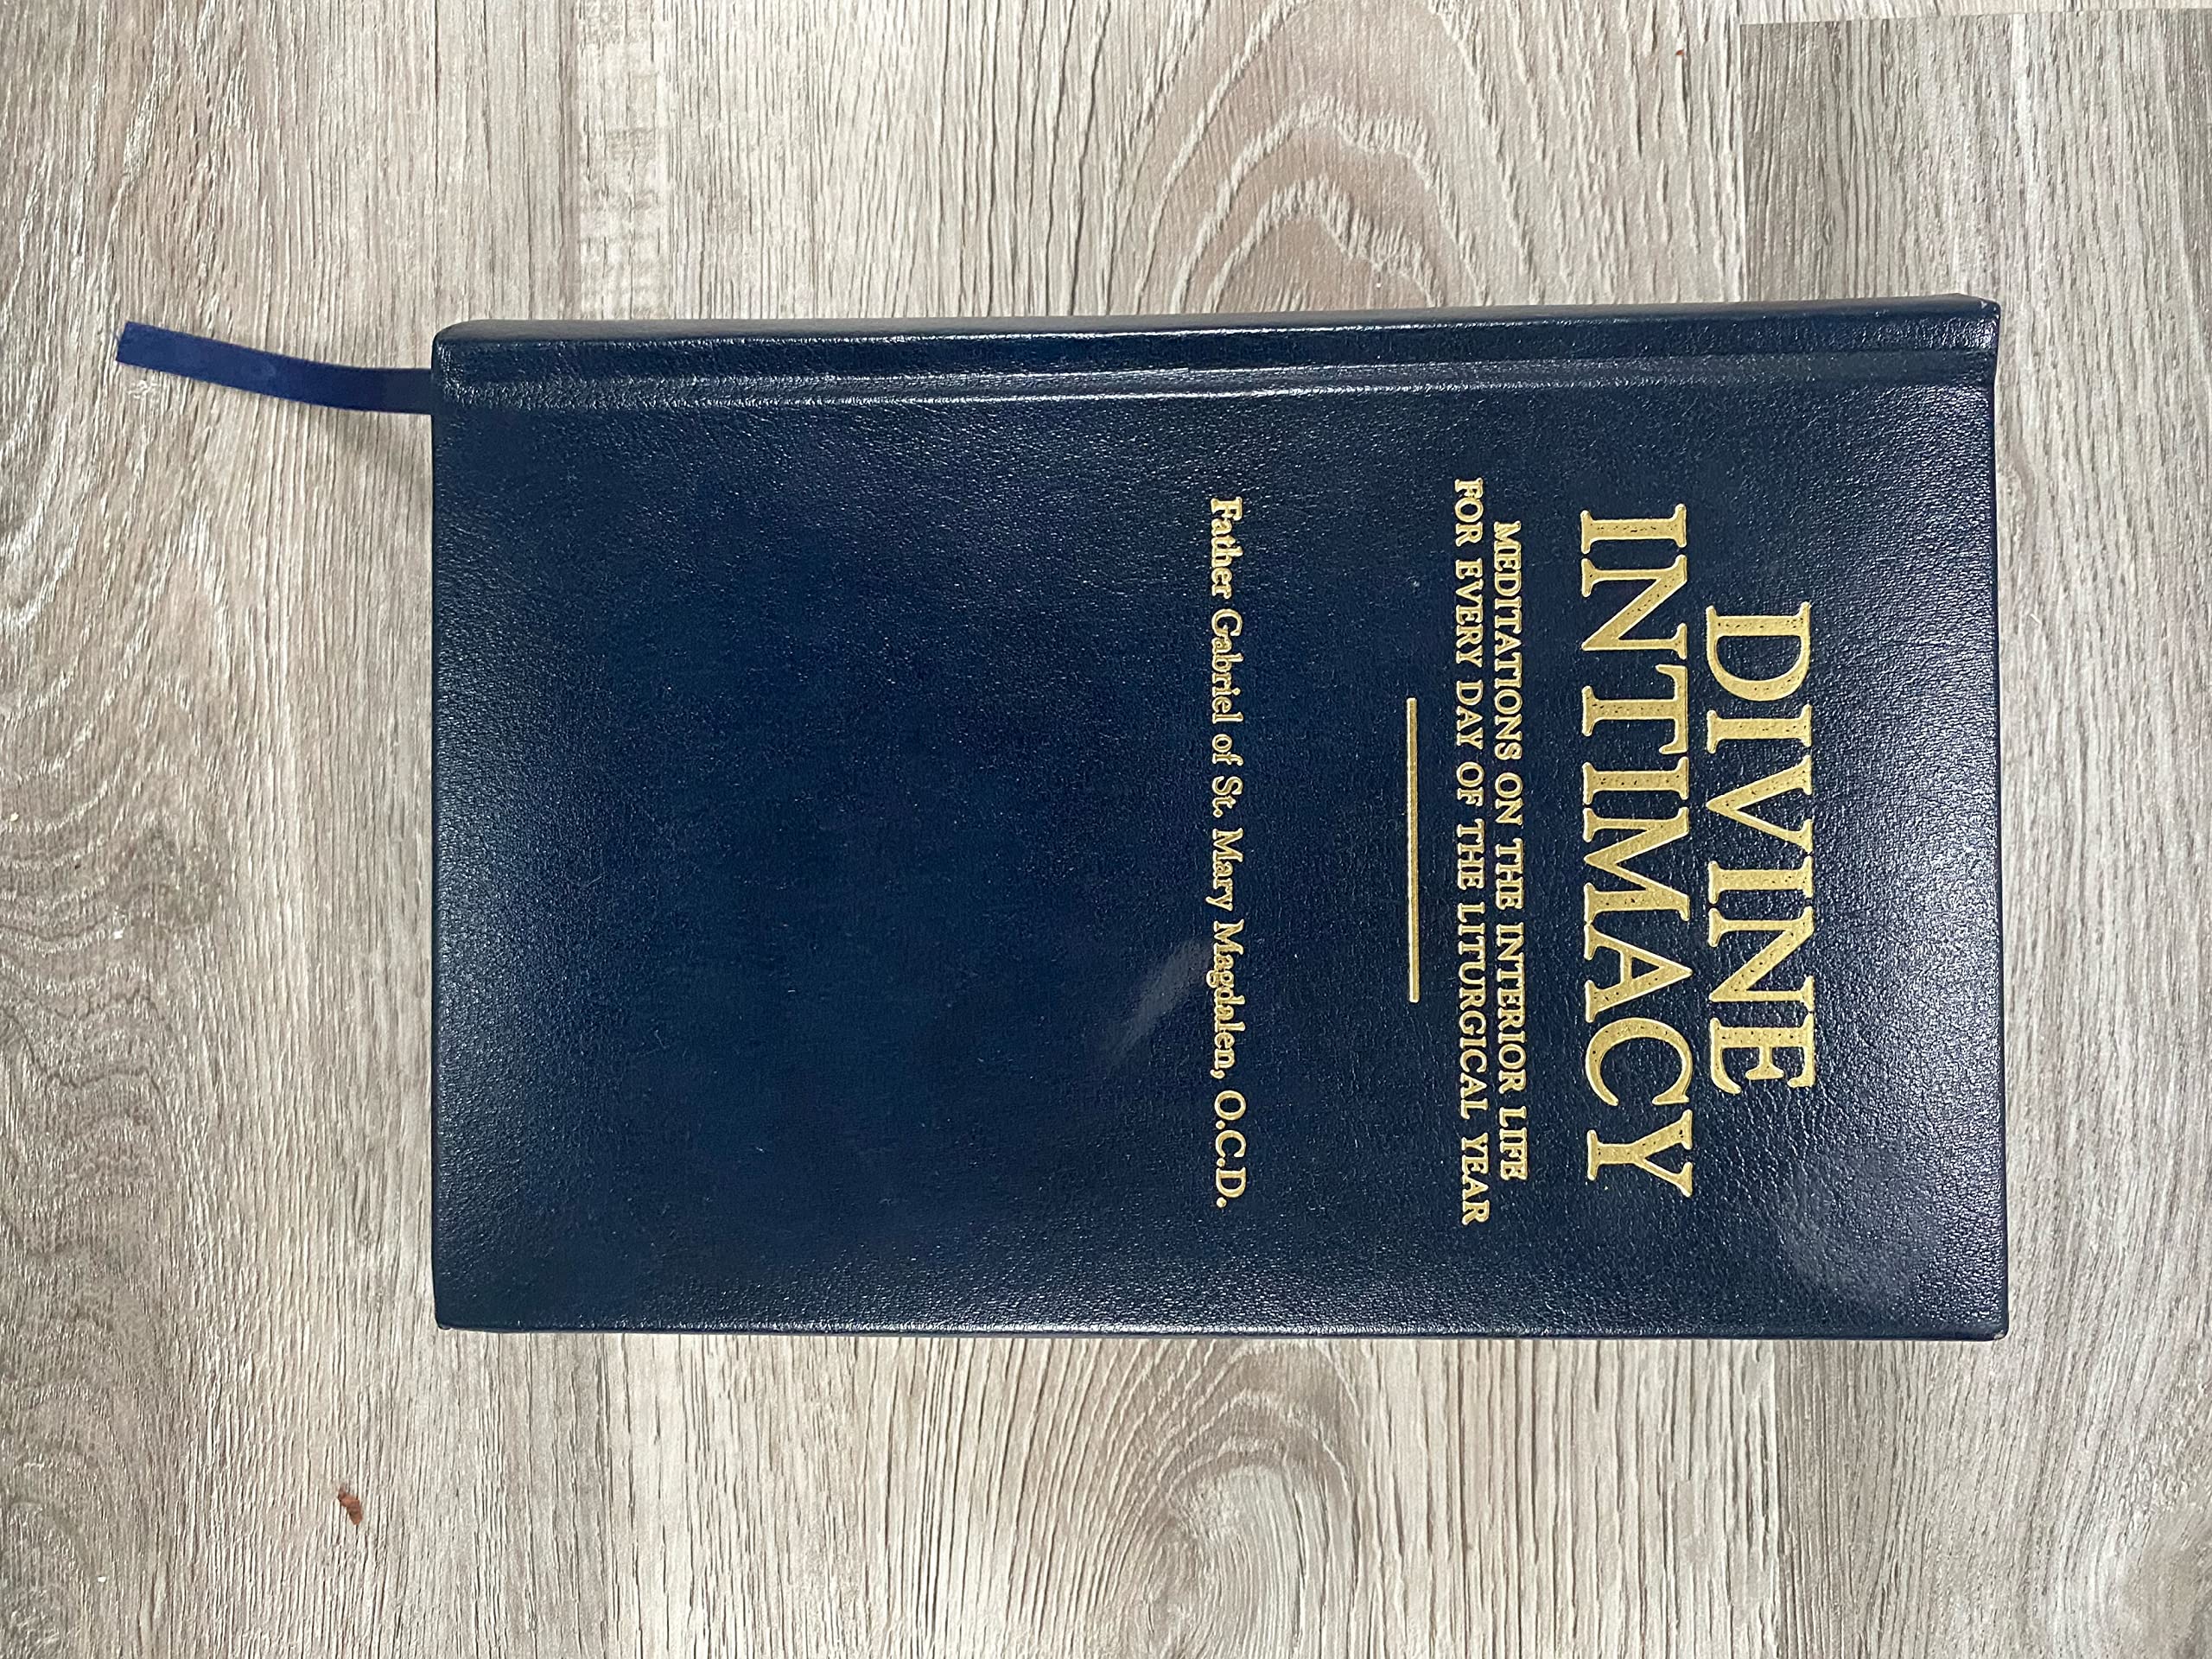 DIVINE
INTIMACY
MEDITATIONS ON THE INTERIOR LIFE
FOR EVERY DAY OF THE LITURGICAL YEAR
Father Gabriel of St. Mary Magdalen, O.C.D.